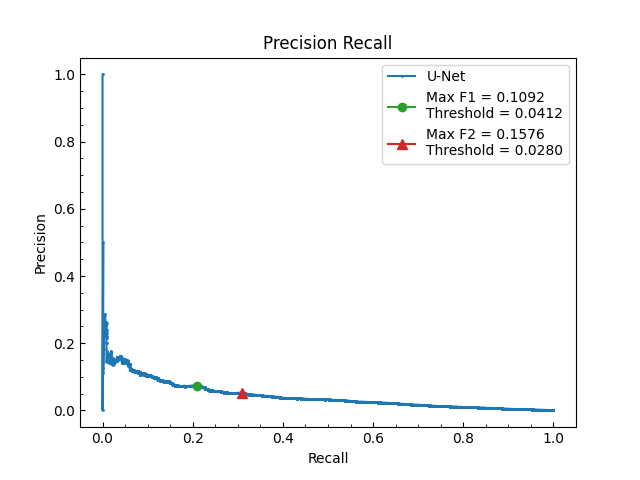 Precision Recall
1.0
0.8
0.6
0.4
0.2
0.0
Precision
U-Net
Max F1 = 0.1092
Threshold = 0.0412
Max F2 = 0.1576
Threshold = 0.0280
0.0 0.2 0.4 0.6 0.8 1.0
Recall